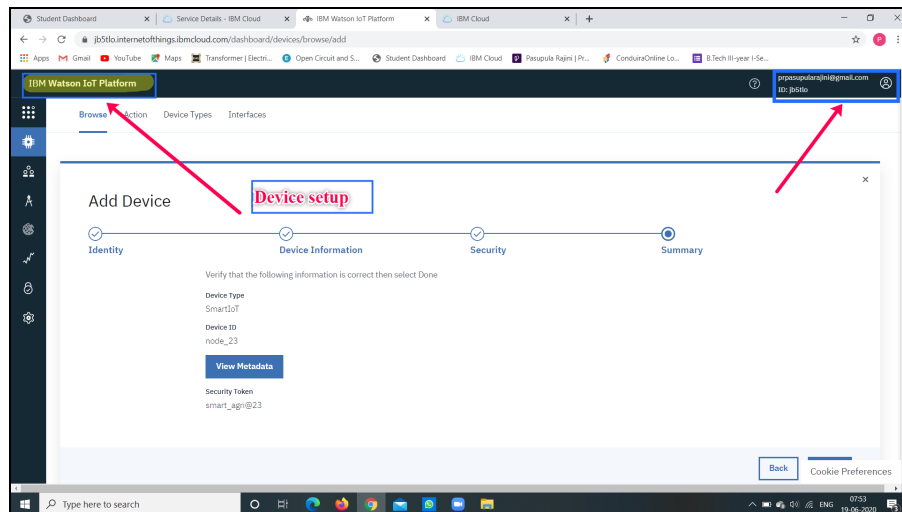 Student Dashboard
Service Details - IBM Cloud
IBM Watson IoT Platform
IBM Cloud
jb5tlo.internetofthings.ibmcloud.com/dashboard/devices/browse/add
P
Apps
Gmail
YouTube
Maps
Transformer | Electri...
Open Circuit and S...
Student Dashboard
IBM Cloud
Pasupula Rajini | Pr...
ConduiraOnline Lo...
B.Tech III-year I-Se...
IBM Watson IoT Platform
prpasupularajini@gmail.com
ID: jb5tlo
Browse
Action
Device Types
Interfaces
Add Device
Device setup
Identity
Device Information
Security
Summary
Verify that the following information is correct then select Done
Device Type
SmartIoT
Device ID
node_23
View Metadata
Security Token
smart_agri@23
Back
Cookie Preferences
Type here to search
ENG
07:53
19-06-2020